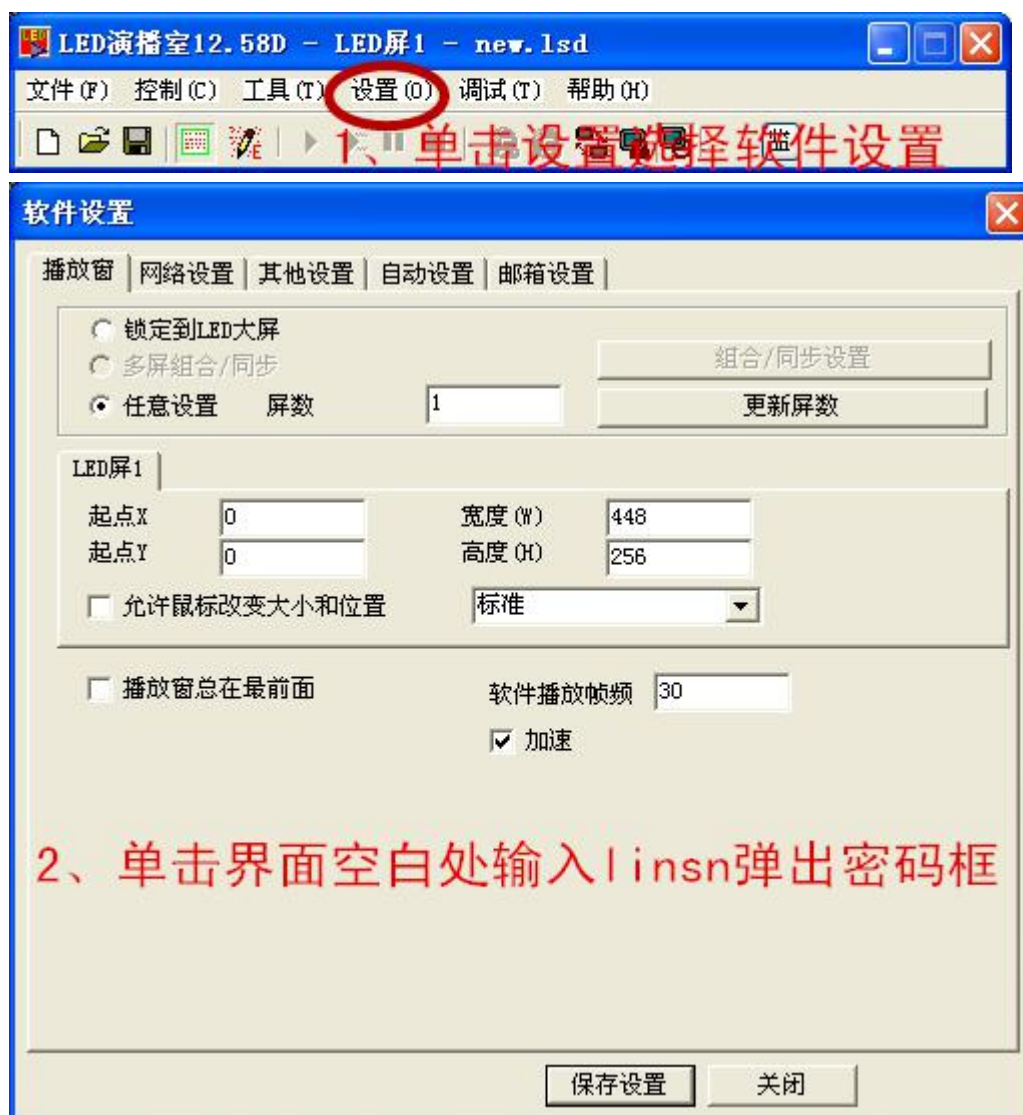 LED演播室12.58D - LED屏1 - new.lsd
文件(F) 控制(C) 工具(T) 设置(O) 调试(T) 帮助(H)
1、单击设置选择软件设置
软件设置
播放窗 网络设置 其他设置 自动设置 邮箱设置
锁定到LED大屏
多屏组合/同步 组合/同步设置
任意设置 屏数 1 更新屏数
LED屏1
起点X 0 宽度(W) 448
起点Y 0 高度(H) 256
允许鼠标改变大小和位置 标准
播放窗总在最前面 软件播放帧频 30
加速
2、单击界面空白处输入linsn弹出密码框
保存设置 关闭